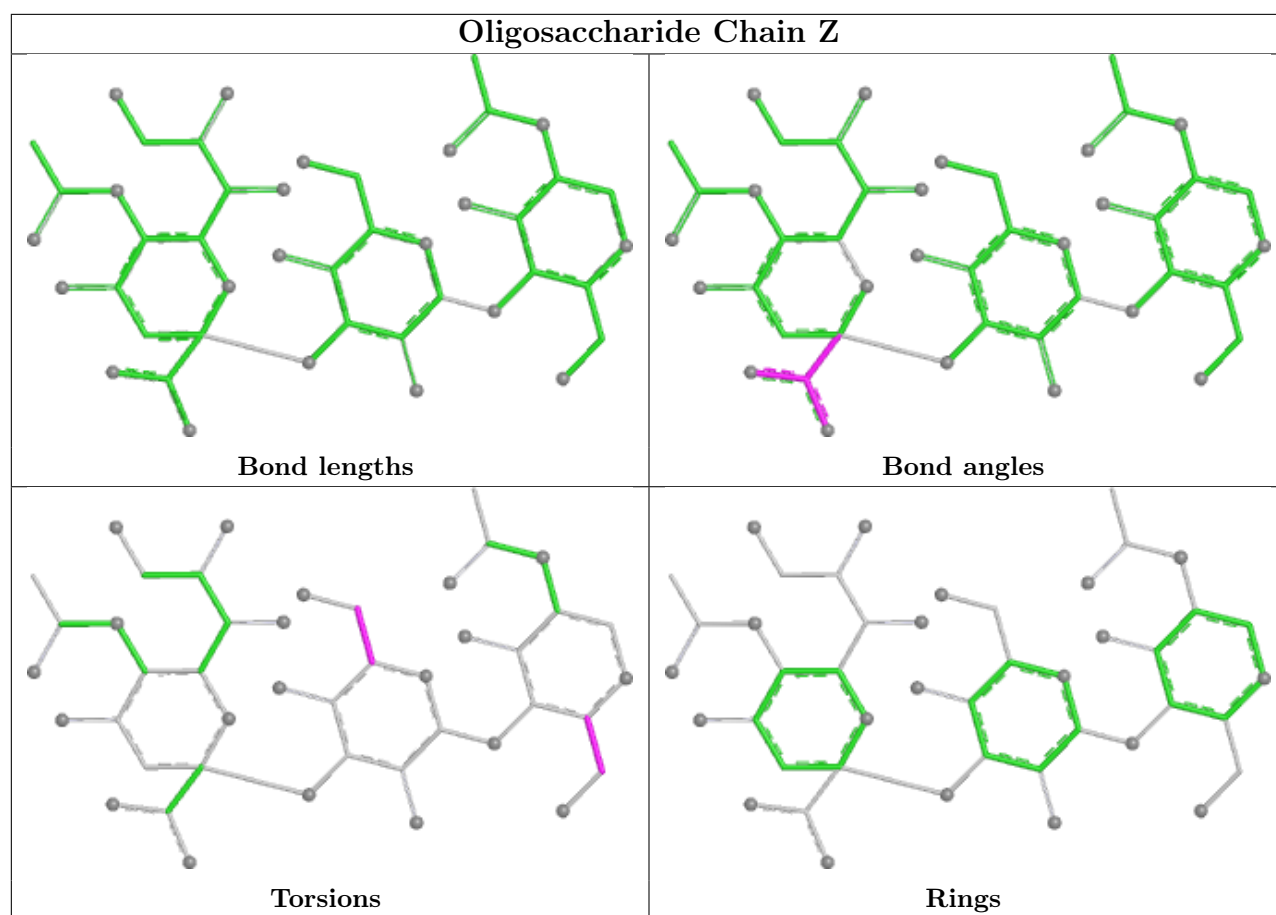 Oligosaccharide Chain Z
Bond lengths
Bond angles
Torsions
Rings